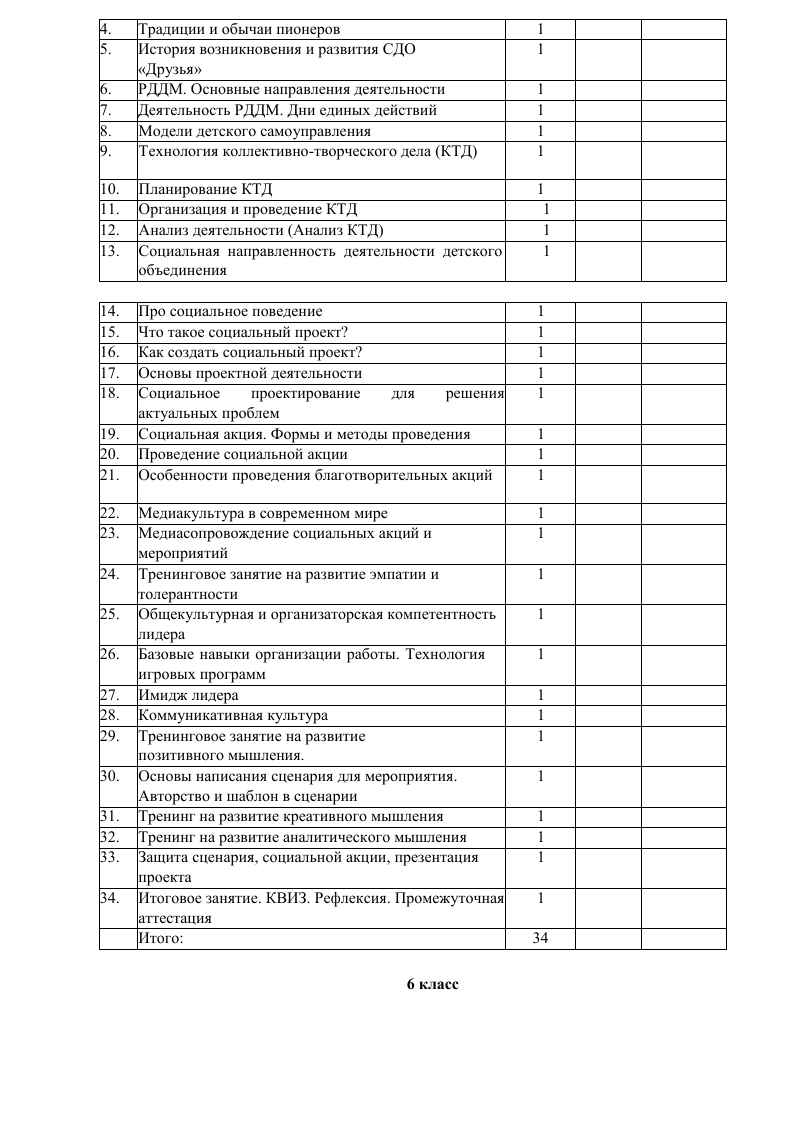 4. Традиции и обычаи пионеров 1
5. История возникновения и развития СДО 1
«Друзья»
6. РДДМ. Основные направления деятельности 1
7. Деятельность РДДМ. Дни единых действий 1
8. Модели детского самоуправления 1
9. Технология коллективно-творческого дела (КТД) 1
10. Планирование КТД 1
11. Организация и проведение КТД 1
12. Анализ деятельности (Анализ КТД) 1
13. Социальная направленность деятельности детского 1
объединения
14. Про социальное поведение 1
15. Что такое социальный проект? 1
16. Как создать социальный проект? 1
17. Основы проектной деятельности 1
18. Социальное проектирование для решения 1
актуальных проблем
19. Социальная акция. Формы и методы проведения 1
20. Проведение социальной акции 1
21. Особенности проведения благотворительных акций 1
22. Медиакультура в современном мире 1
23. Медиасопровождение социальных акций и 1
мероприятий
24. Тренинговое занятие на развитие эмпатии и 1
толерантности
25. Общекультурная и организаторская компетентность 1
лидера
26. Базовые навыки организации работы. Технология 1
игровых программ
27. Имидж лидера 1
28. Коммуникативная культура 1
29. Тренинговое занятие на развитие 1
позитивного мышления.
30. Основы написания сценария для мероприятия. 1
Авторство и шаблон в сценарии
31. Тренинг на развитие креативного мышления 1
32. Тренинг на развитие аналитического мышления 1
33. Защита сценария, социальной акции, презентация 1
проекта
34. Итоговое занятие. КВИЗ. Рефлексия. Промежуточная 1
аттестация
Итого: 34
6 класс